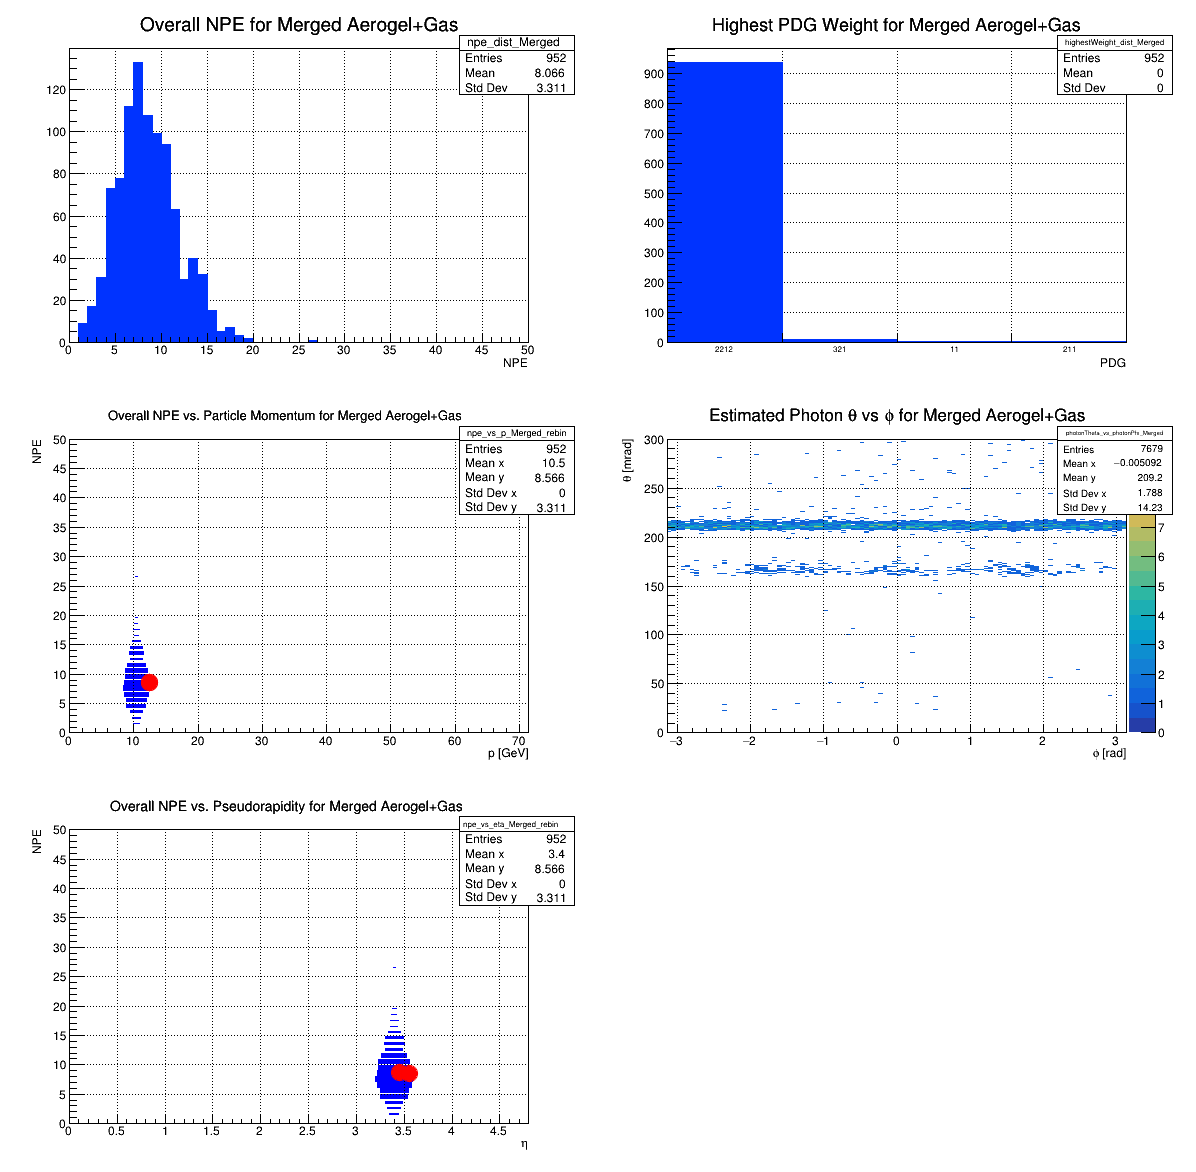 Overall NPE for Merged Aerogel+Gas
npe_dist_Merged
Entries 952
Mean 8.066
Std Dev 3.311
120
100
80
60
40
20
0
0 5 10 15 20 25 30 35 40 45 50
NPE
Highest PDG Weight for Merged Aerogel+Gas
highestWeight_dist_Merged
Entries 952
Mean 0
Std Dev 0
900
800
700
600
500
400
300
200
100
0
2212 321 11 211
PDG
Overall NPE vs. Particle Momentum for Merged Aerogel+Gas
npe_vs_p_Merged_rebin
Entries 952
Mean x 10.5
Mean y 8.566
Std Dev x 0
Std Dev y 3.311
NPE
50
45
40
35
30
25
20
15
10
5
0
0 10 20 30 40 50 60 70
p [GeV]
Estimated Photon θ vs ϕ for Merged Aerogel+Gas
photonTheta_vs_photonPhi_Merged
Entries 7679
Mean x −0.005092
Mean y 209.2
Std Dev x 1.788
Std Dev y 14.23
θ [mrad]
300
250
200
150
100
50
0
−3 −2 −1 0 1 2 3
ϕ [rad]
7
6
5
4
3
2
1
0
Overall NPE vs. Pseudorapidity for Merged Aerogel+Gas
npe_vs_eta_Merged_rebin
Entries 952
Mean x 3.4
Mean y 8.566
Std Dev x 0
Std Dev y 3.311
NPE
50
45
40
35
30
25
20
15
10
5
0
0 0.5 1 1.5 2 2.5 3 3.5 4 4.5
η